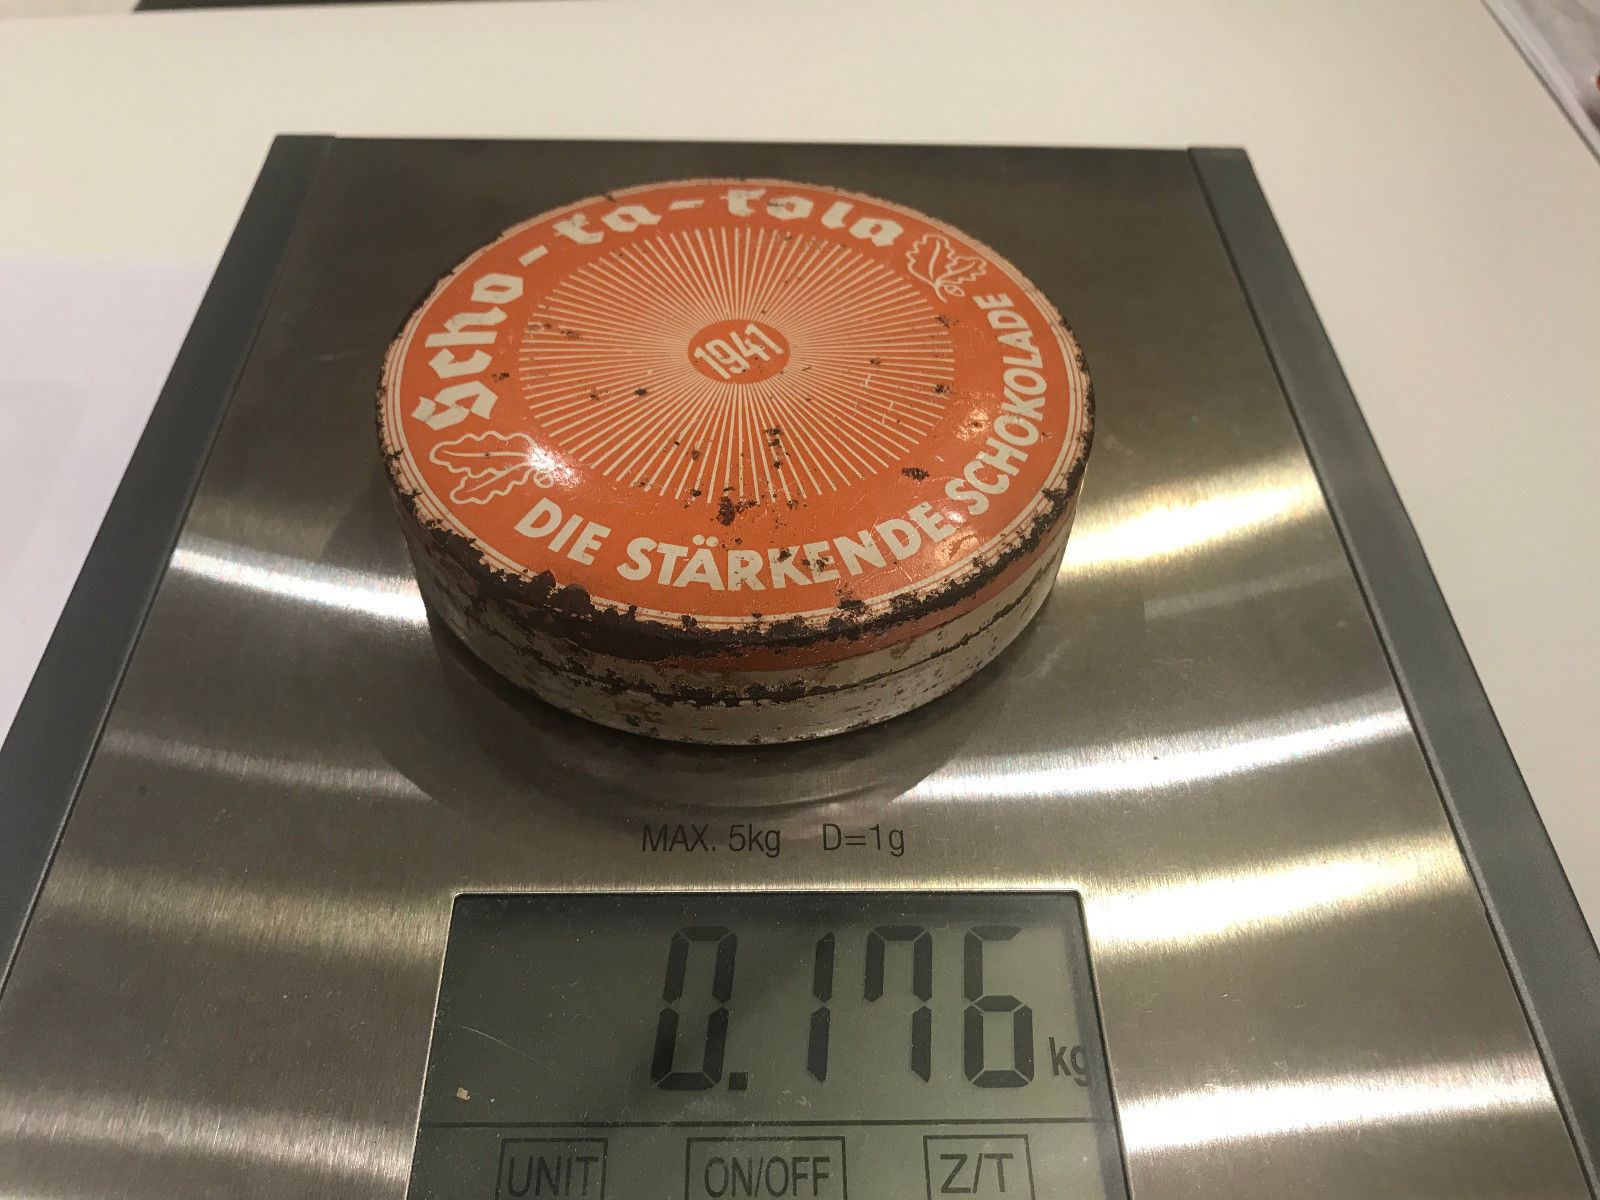 Scho-ka-kola
1941
DIE STÄRKENDE SCHOKOLADE
MAX. 5kg D=1g
0.176 kg
UNIT ON/OFF Z/T